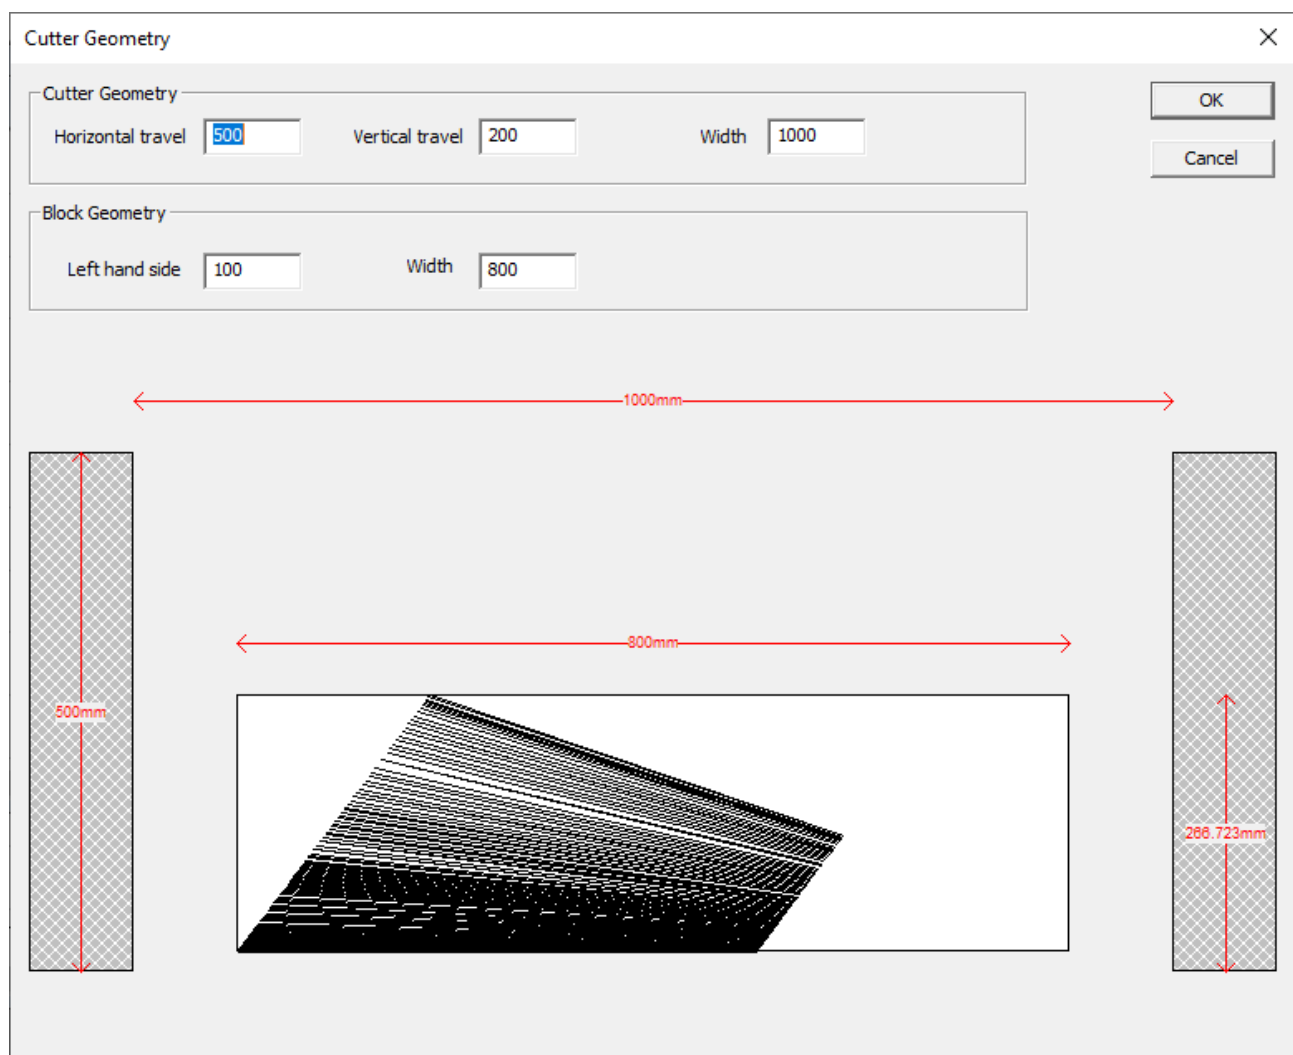 Cutter Geometry
Cutter Geometry
Horizontal travel 500 Vertical travel 200 Width 1000
OK
Cancel
Block Geometry
Left hand side 100 Width 800
1000mm
800mm
500mm
266.723mm